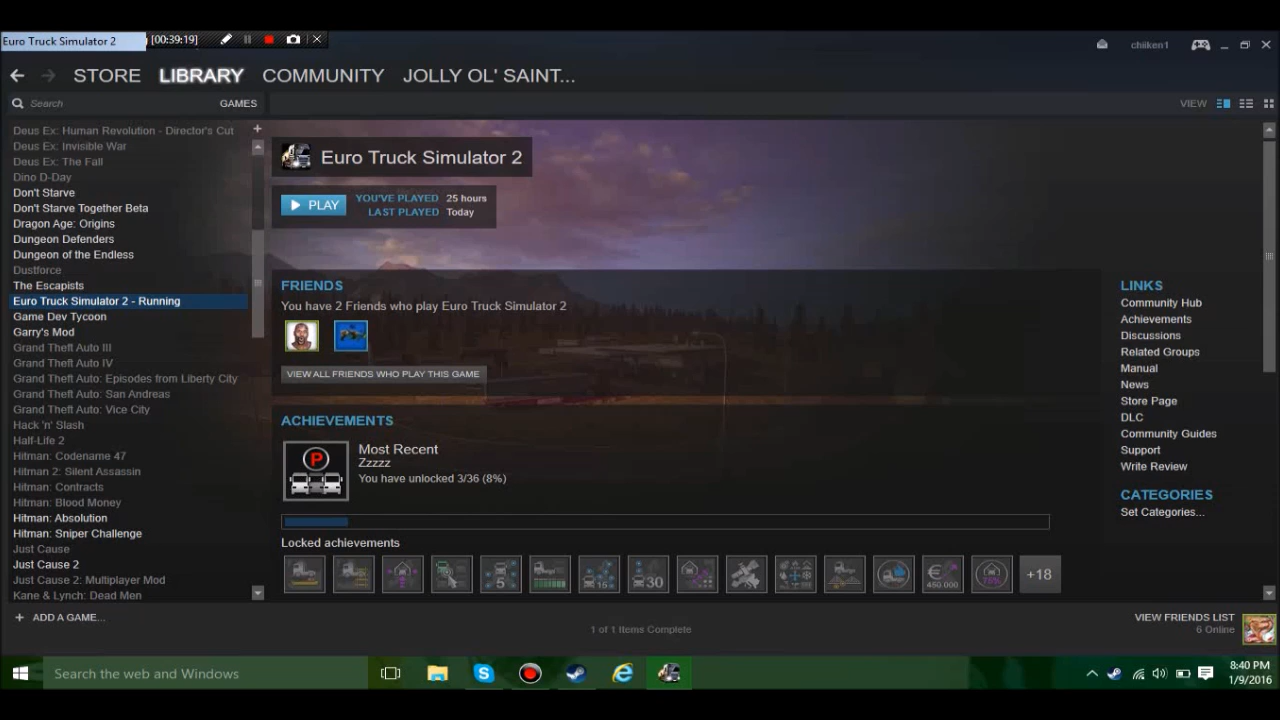 Euro Truck Simulator 2
[00:39:19]
chiiken1
STORE LIBRARY COMMUNITY JOLLY OL' SAINT...
Search GAMES
VIEW
Deus Ex: Human Revolution - Director's Cut
Deus Ex: Invisible War
Deus Ex: The Fall
Dino D-Day
Don't Starve
Don't Starve Together Beta
Dragon Age: Origins
Dungeon Defenders
Dungeon of the Endless
Dustforce
The Escapists
Euro Truck Simulator 2 - Running
Game Dev Tycoon
Garry's Mod
Grand Theft Auto III
Grand Theft Auto IV
Grand Theft Auto: Episodes from Liberty City
Grand Theft Auto: San Andreas
Grand Theft Auto: Vice City
Hack 'n' Slash
Half-Life 2
Hitman: Codename 47
Hitman 2: Silent Assassin
Hitman: Contracts
Hitman: Blood Money
Hitman: Absolution
Hitman: Sniper Challenge
Just Cause
Just Cause 2
Just Cause 2: Multiplayer Mod
Kane & Lynch: Dead Men
+ ADD A GAME...
Euro Truck Simulator 2
PLAY
YOU'VE PLAYED 25 hours
LAST PLAYED Today
FRIENDS
You have 2 Friends who play Euro Truck Simulator 2
VIEW ALL FRIENDS WHO PLAY THIS GAME
ACHIEVEMENTS
P
Most Recent
Zzzzz
You have unlocked 3/36 (8%)
Locked achievements
5
15
30
450 000
+18
LINKS
Community Hub
Achievements
Discussions
Related Groups
Manual
News
Store Page
DLC
Community Guides
Support
Write Review
CATEGORIES
Set Categories...
1 of 1 Items Complete
VIEW FRIENDS LIST
6 Online
Search the web and Windows
8:40 PM
1/9/2016